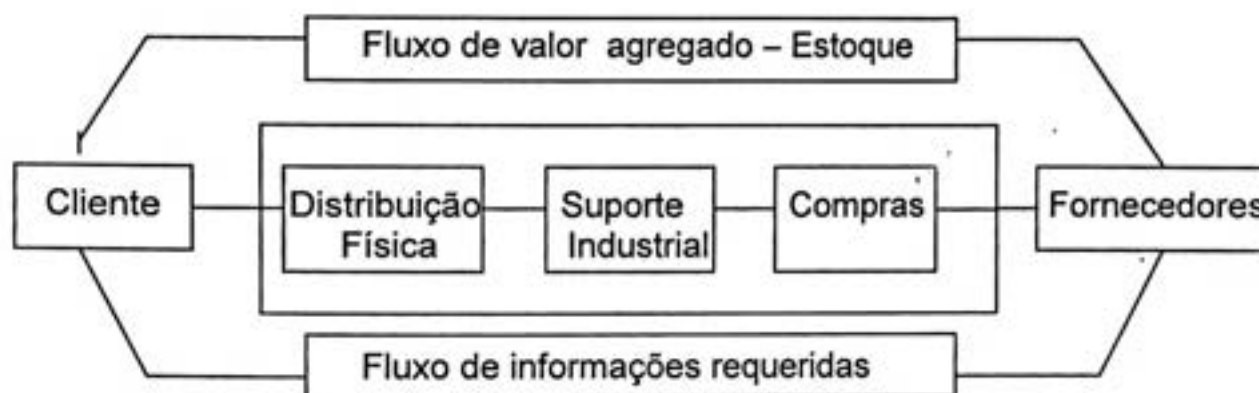 Fluxo de valor agregado – Estoque
Cliente
Distribuição
Física
Suporte
Industrial
Compras
Fornecedores
Fluxo de informações requeridas